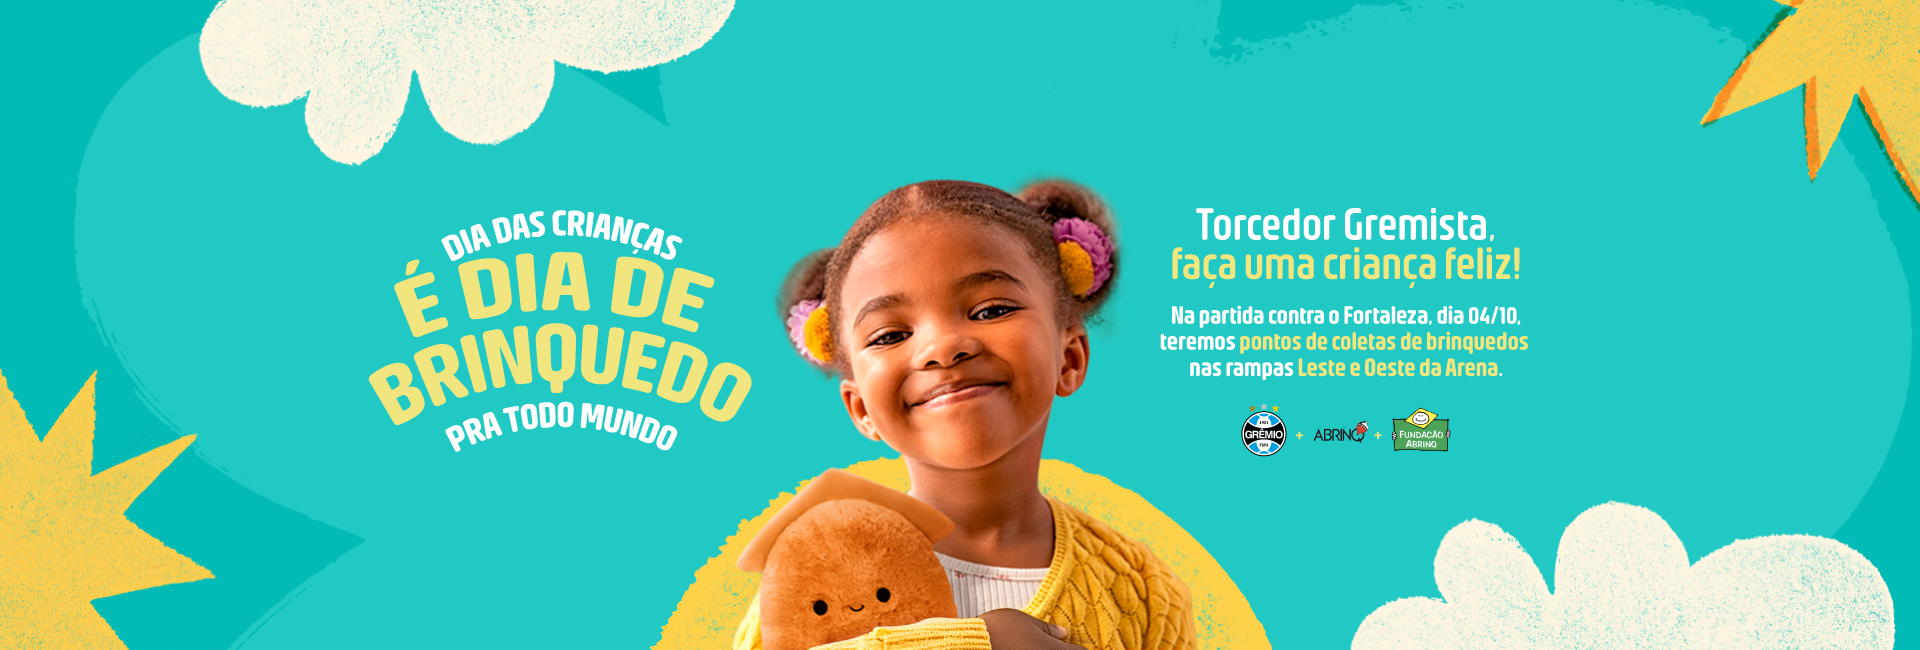 DIA DAS CRIANÇAS
É DIA DE
BRINQUEDO
PRA TODO MUNDO
Torcedor Gremista,
faça uma criança feliz!
Na partida contra o Fortaleza, dia 04/10,
teremos pontos de coletas de brinquedos
nas rampas Leste e Oeste da Arena.
1903
GRÊMIO
FBPA
+ ABRINQ +
FUNDAÇÃO
ABRINQ